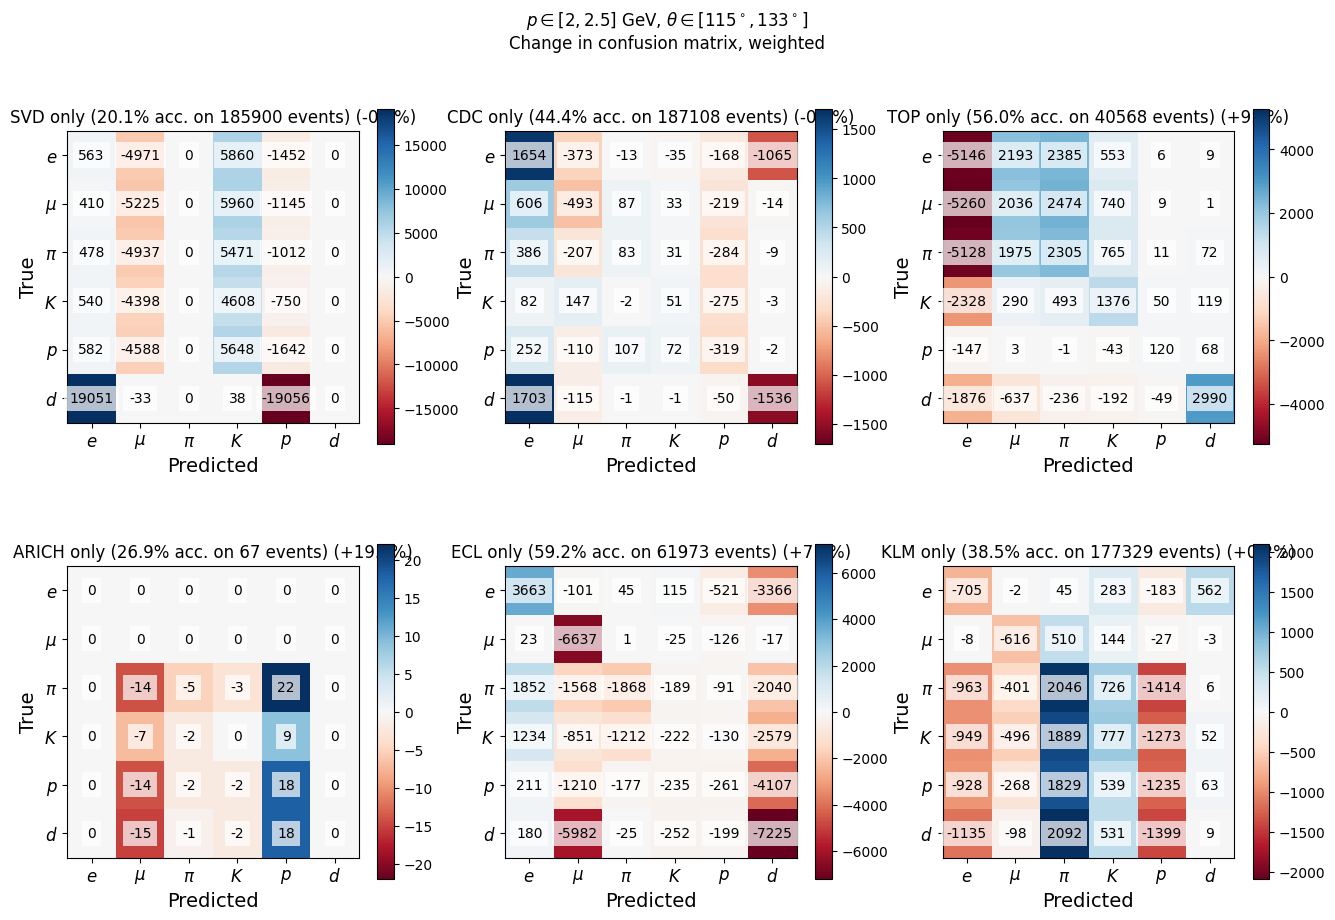 p ∈ [2, 2.5] GeV, θ ∈ [115°, 133°]
Change in confusion matrix, weighted
SVD only (20.1% acc. on 185900 events)
True
e 563 -4971 0 5860 -1452 0
μ 410 -5225 0 5960 -1145 0
π 478 -4937 0 5471 -1012 0
K 540 -4398 0 4608 -750 0
p 582 -4588 0 5648 -1642 0
d 19051 -33 0 38 -19056 0
e μ π K p d
Predicted
15000
10000
5000
0
−5000
−10000
−15000
CDC only (44.4% acc. on 187108 events)
True
e 1654 -373 -13 -35 -168 -1065
μ 606 -493 87 33 -219 -14
π 386 -207 83 31 -284 -9
K 82 147 -2 51 -275 -3
p 252 -110 107 72 -319 -2
d 1703 -115 -1 -1 -50 -1536
e μ π K p d
Predicted
1500
1000
500
0
−500
−1000
−1500
TOP only (56.0% acc. on 40568 events)
True
e -5146 2193 2385 553 6 9
μ -5260 2036 2474 740 9 1
π -5128 1975 2305 765 11 72
K -2328 290 493 1376 50 119
p -147 3 -1 -43 120 68
d -1876 -637 -236 -192 -49 2990
e μ π K p d
Predicted
4000
2000
0
−2000
−4000
ARICH only (26.9% acc. on 67 events)
True
e 0 0 0 0 0 0
μ 0 0 0 0 0 0
π 0 -14 -5 -3 22 0
K 0 -7 -2 0 9 0
p 0 -14 -2 -2 18 0
d 0 -15 -1 -2 18 0
e μ π K p d
Predicted
20
15
10
5
0
−5
−10
−15
−20
ECL only (59.2% acc. on 61973 events)
True
e 3663 -101 45 115 -521 -3366
μ 23 -6637 1 -25 -126 -17
π 1852 -1568 -1868 -189 -91 -2040
K 1234 -851 -1212 -222 -130 -2579
p 211 -1210 -177 -235 -261 -4107
d 180 -5982 -25 -252 -199 -7225
e μ π K p d
Predicted
6000
4000
2000
0
−2000
−4000
−6000
KLM only (38.5% acc. on 177329 events)
True
e -705 -2 45 283 -183 562
μ -8 -616 510 144 -27 -3
π -963 -401 2046 726 -1414 6
K -949 -496 1889 777 -1273 52
p -928 -268 1829 539 -1235 63
d -1135 -98 2092 531 -1399 9
e μ π K p d
Predicted
2000
1500
1000
500
0
−500
−1000
−1500
−2000